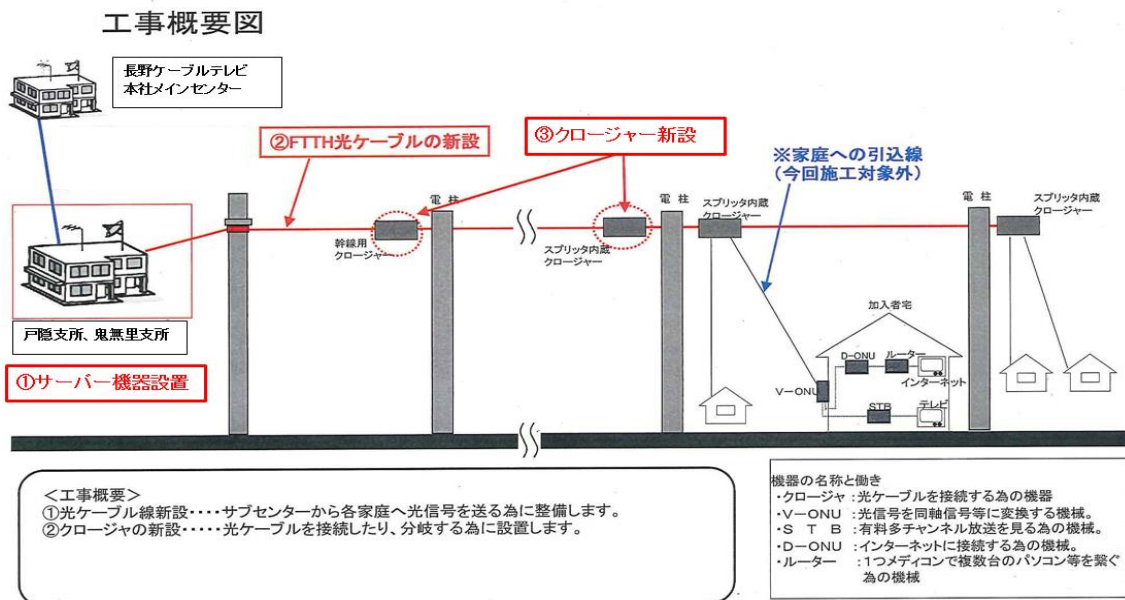 工事概要図
長野ケーブルテレビ
本社メインセンター
②FTTH光ケーブルの新設
③クロージャー新設
※家庭への引込線
(今回施工対象外)
電 柱
幹線用
クロージャー
スプリッタ内蔵
クロージャー
電 柱
スプリッタ内蔵
クロージャー
電 柱
スプリッタ内蔵
クロージャー
戸隠支所、鬼無里支所
①サーバー機器設置
加入者宅
D-ONU
ルーター
インターネット
V-ONU
STB
テレビ
<工事概要>
①光ケーブル線新設････サブセンターから各家庭へ光信号を送る為に整備します。
②クロージャの新設･････光ケーブルを接続したり、分岐する為に設置します。
機器の名称と働き
・クロージャ:光ケーブルを接続する為の機器
・V-ONU :光信号を同軸信号等に変換する機械。
・S T B :有料多チャンネル放送を見る為の機械。
・D-ONU :インターネットに接続する為の機械。
・ルーター :1つメディコンで複数台のパソコン等を繋ぐ
為の機械